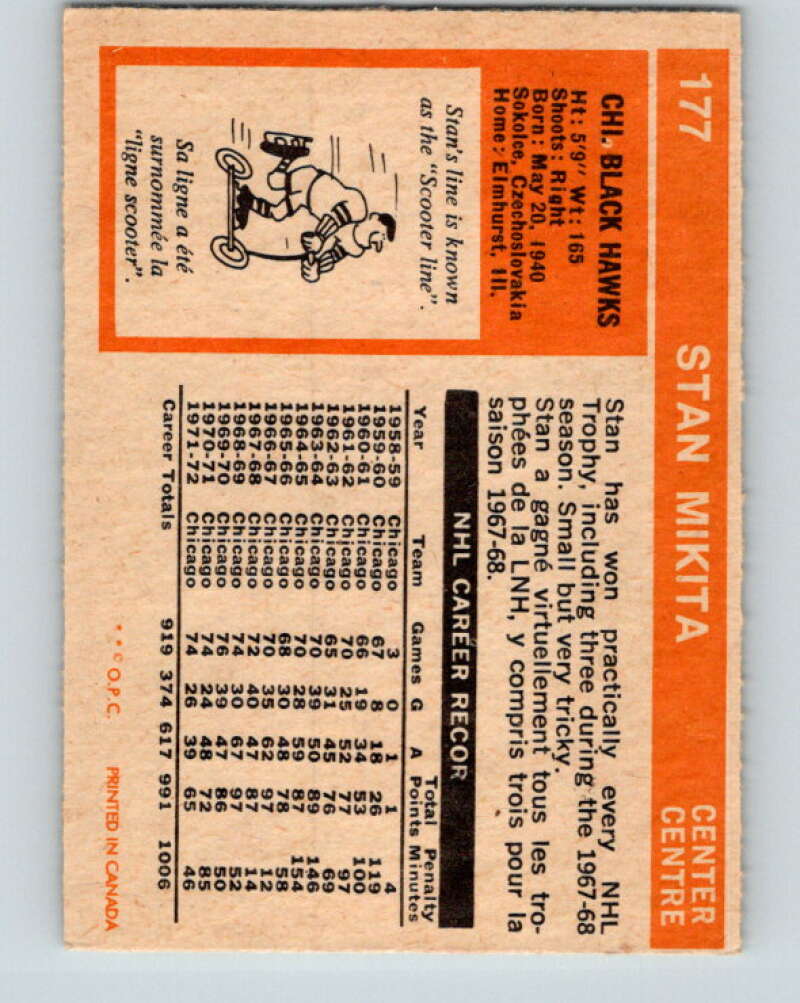 177 STAN MIKITA CENTER
CENTRE
CHI. BLACK HAWKS
Ht: 5'9" Wt: 165
Shoots: Right
Born: May 20, 1940
Sokolce, Czechoslovakia
Home: Elmhurst, Ill.
Stan's line is known
as the "Scooter line".
Sa ligne a été
surnommée la
"ligne scooter".
Stan has won practically every NHL
Trophy, including three during the 1967-68
season. Small but very tricky.
Stan a gagné virtuellement tous les tro-
phées de la LNH, y compris trois pour la
saison 1967-68.
NHL CAREER RECOR
Total Penalty
Year Team Games G A Points Minutes
1958-59 Chicago 3 0 1 1 4
1959-60 Chicago 67 8 18 26 119
1960-61 Chicago 66 19 34 53 100
1961-62 Chicago 70 25 52 77 97
1962-63 Chicago 65 31 45 76 69
1963-64 Chicago 70 39 50 89 146
1964-65 Chicago 70 28 59 87 154
1965-66 Chicago 68 30 48 78 58
1966-67 Chicago 70 35 62 97 12
1967-68 Chicago 72 40 47 87 14
1968-69 Chicago 74 30 67 97 52
1969-70 Chicago 76 39 47 86 50
1970-71 Chicago 74 24 48 72 85
1971-72 Chicago 74 26 39 65 46
Career Totals 919 374 617 991 1006
* * © O.P.C. PRINTED IN CANADA